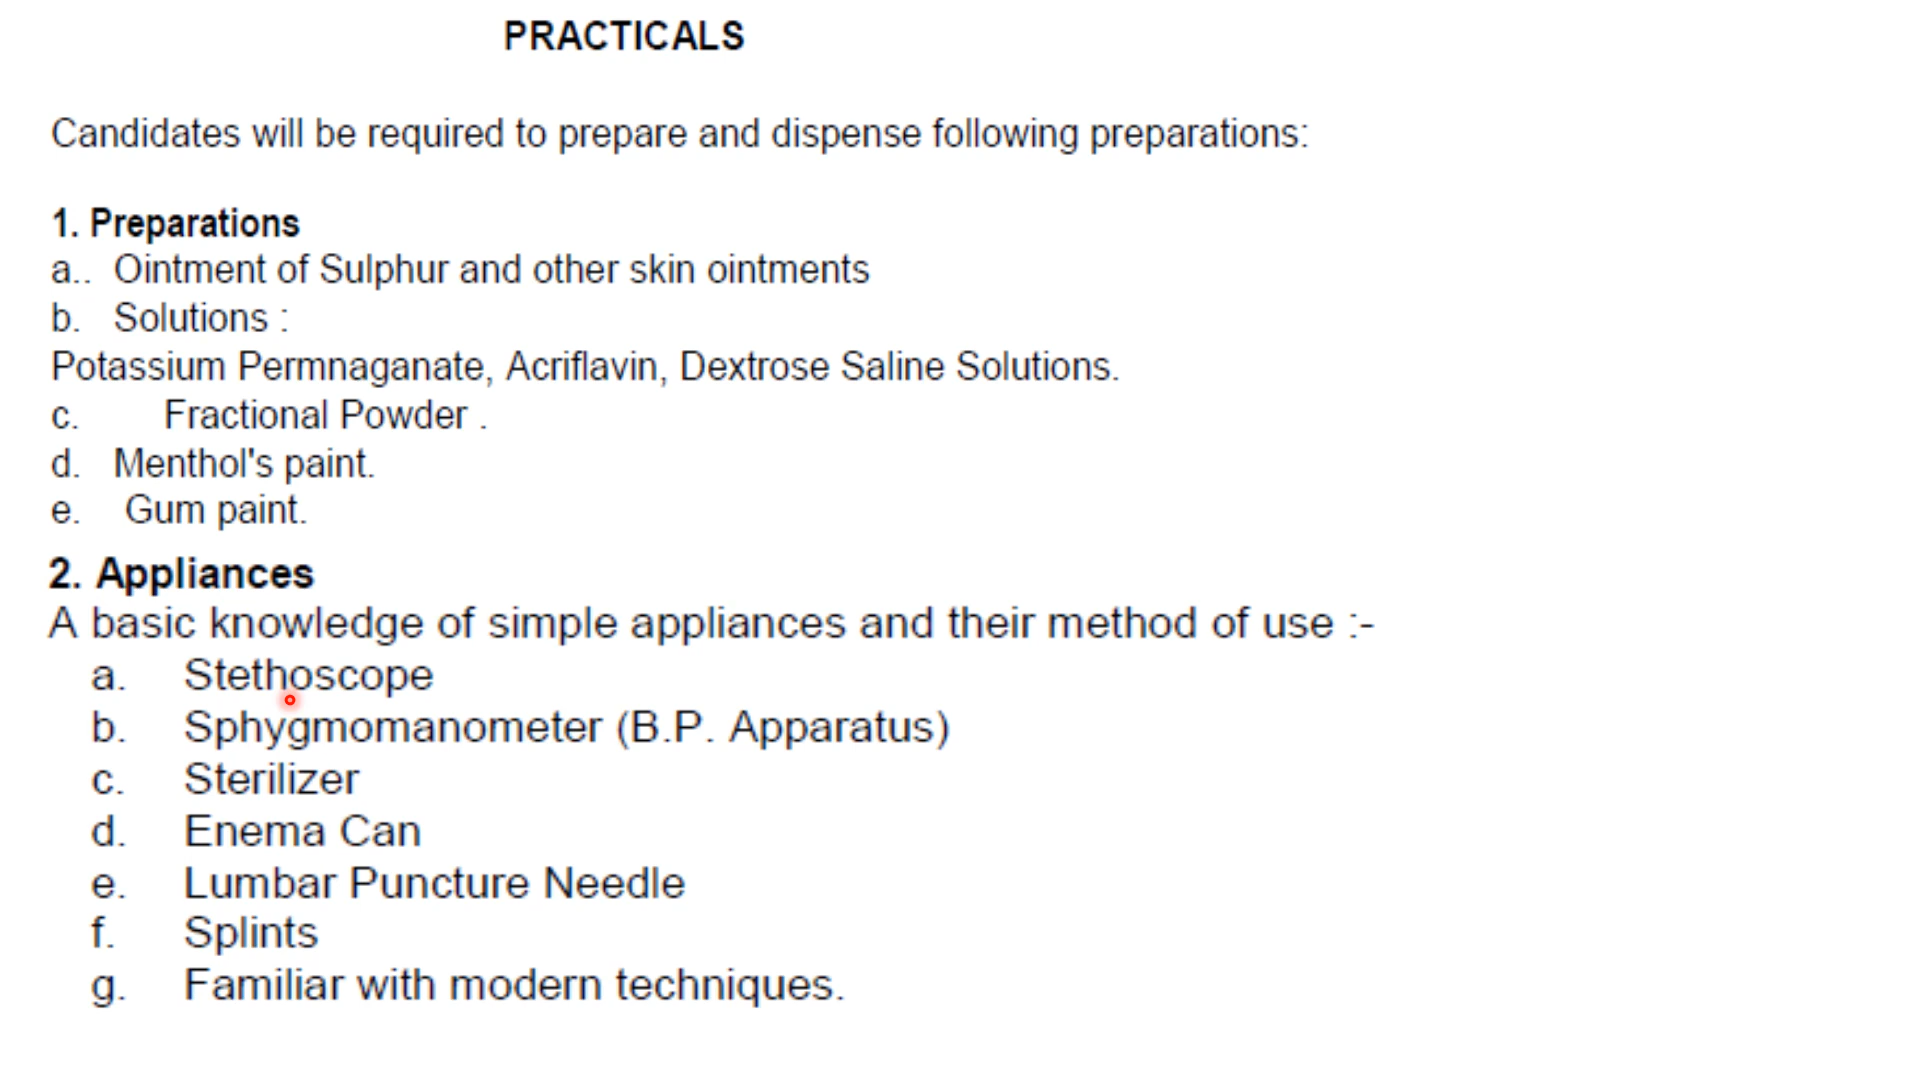 PRACTICALS
Candidates will be required to prepare and dispense following preparations:
1. Preparations
a.. Ointment of Sulphur and other skin ointments
b. Solutions :
Potassium Permnaganate, Acriflavin, Dextrose Saline Solutions.
c. Fractional Powder .
d. Menthol's paint.
e. Gum paint.
2. Appliances
A basic knowledge of simple appliances and their method of use :-
a. Stethoscope
b. Sphygmomanometer (B.P. Apparatus)
c. Sterilizer
d. Enema Can
e. Lumbar Puncture Needle
f. Splints
g. Familiar with modern techniques.